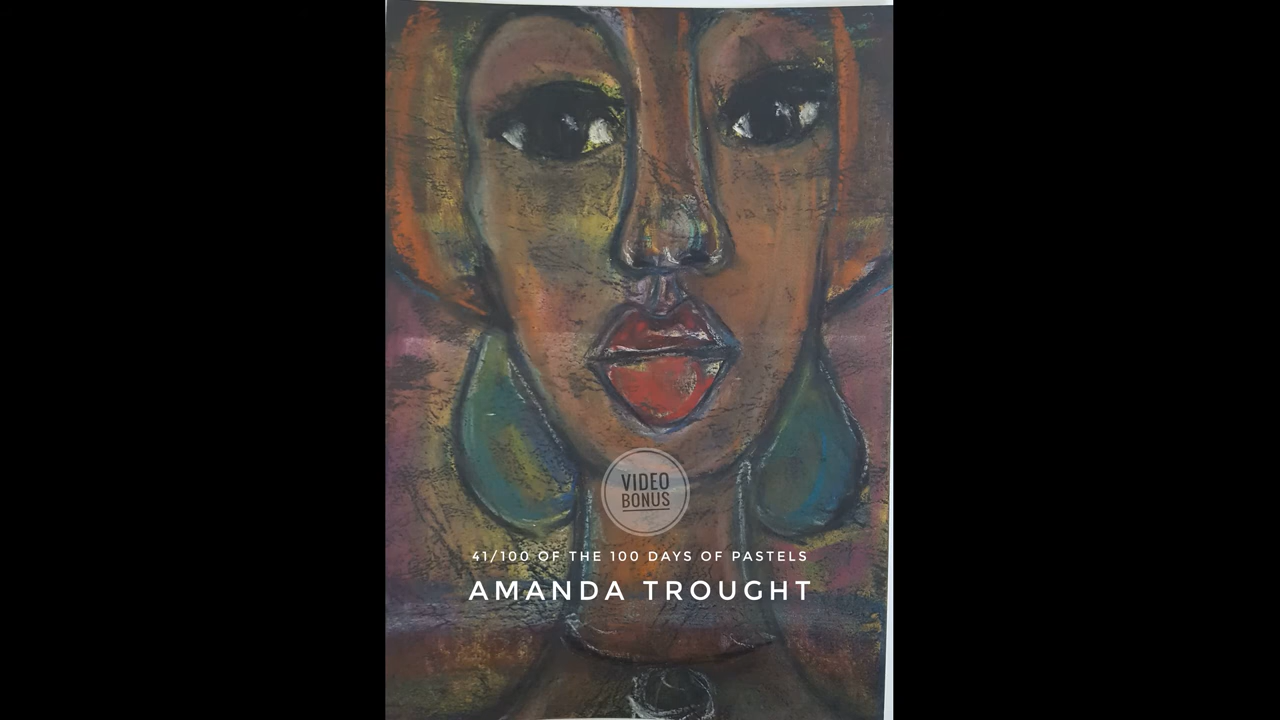 VIDEO
BONUS
41/100 OF THE 100 DAYS OF PASTELS
AMANDA TROUGHT